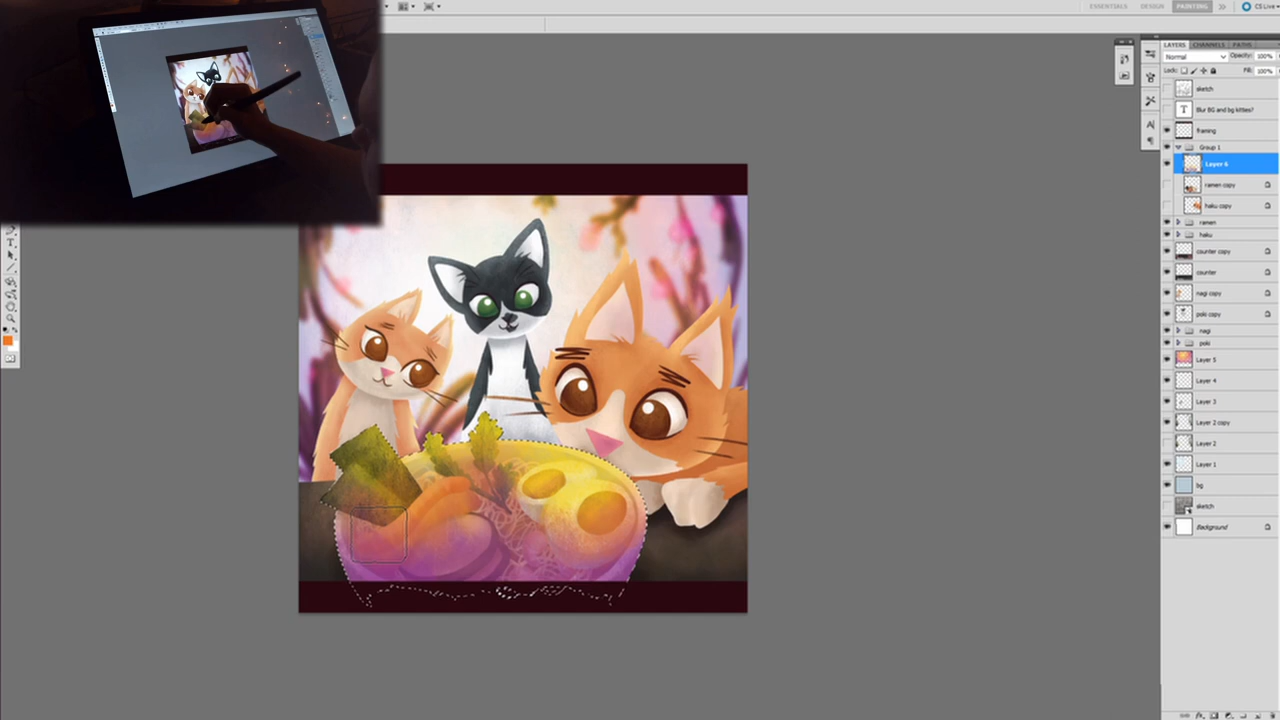 ESSENTIALS DESIGN PAINTING CS Live
LAYERS CHANNELS PATHS
Normal Opacity: 100%
Lock: Fill: 100%
sketch
T Blur BG and bg kitties?
framing
Group 1
Layer 6
ramen copy
haku copy
ramen
haku
counter copy
counter
nagi copy
poki copy
nagi
poki
Layer 5
Layer 4
Layer 3
Layer 2 copy
Layer 2
Layer 1
bg
sketch
Background